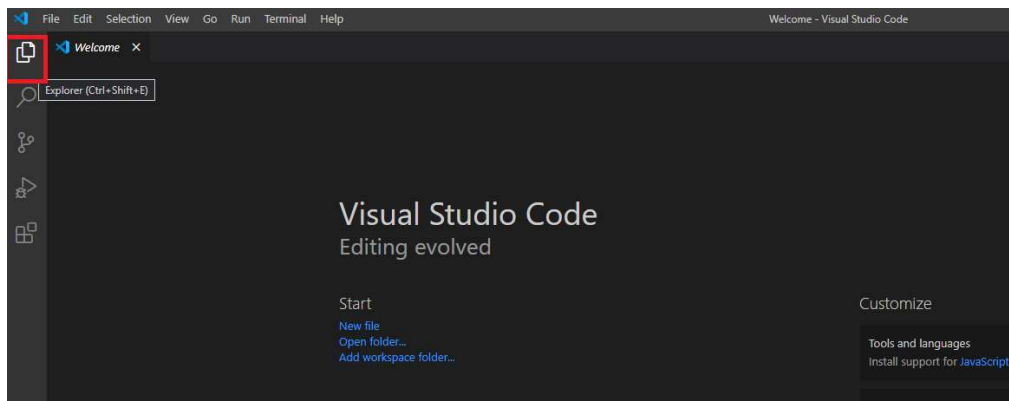 File Edit Selection View Go Run Terminal Help
Welcome - Visual Studio Code
Welcome
Explorer (Ctrl+Shift+E)
Visual Studio Code
Editing evolved
Start
New file
Open folder...
Add workspace folder...
Customize
Tools and languages
Install support for JavaScript